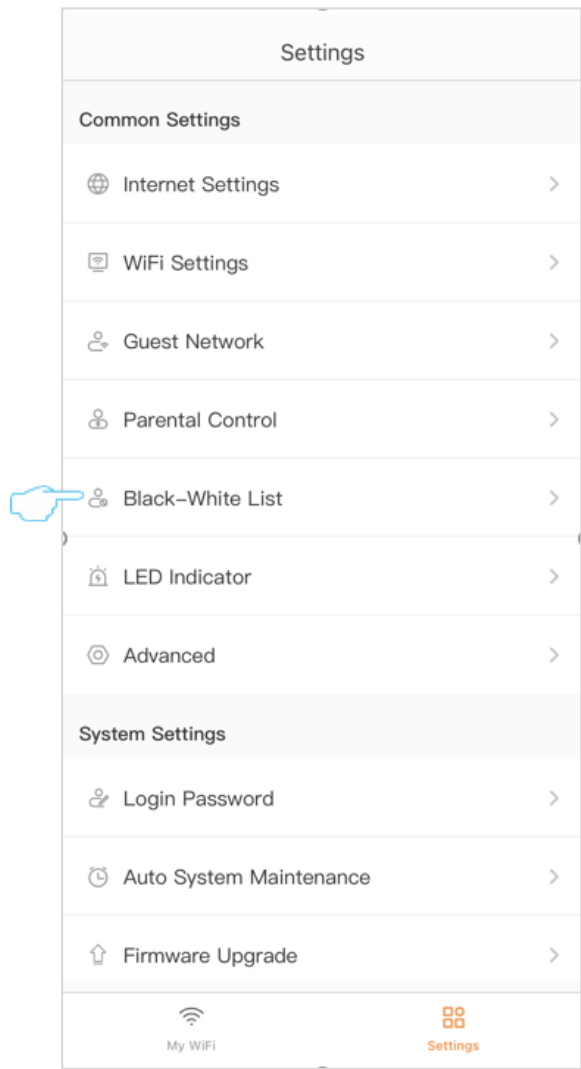 Settings
Common Settings
Internet Settings
WiFi Settings
Guest Network
Parental Control
Black–White List
LED Indicator
Advanced
System Settings
Login Password
Auto System Maintenance
Firmware Upgrade
My WiFi
Settings